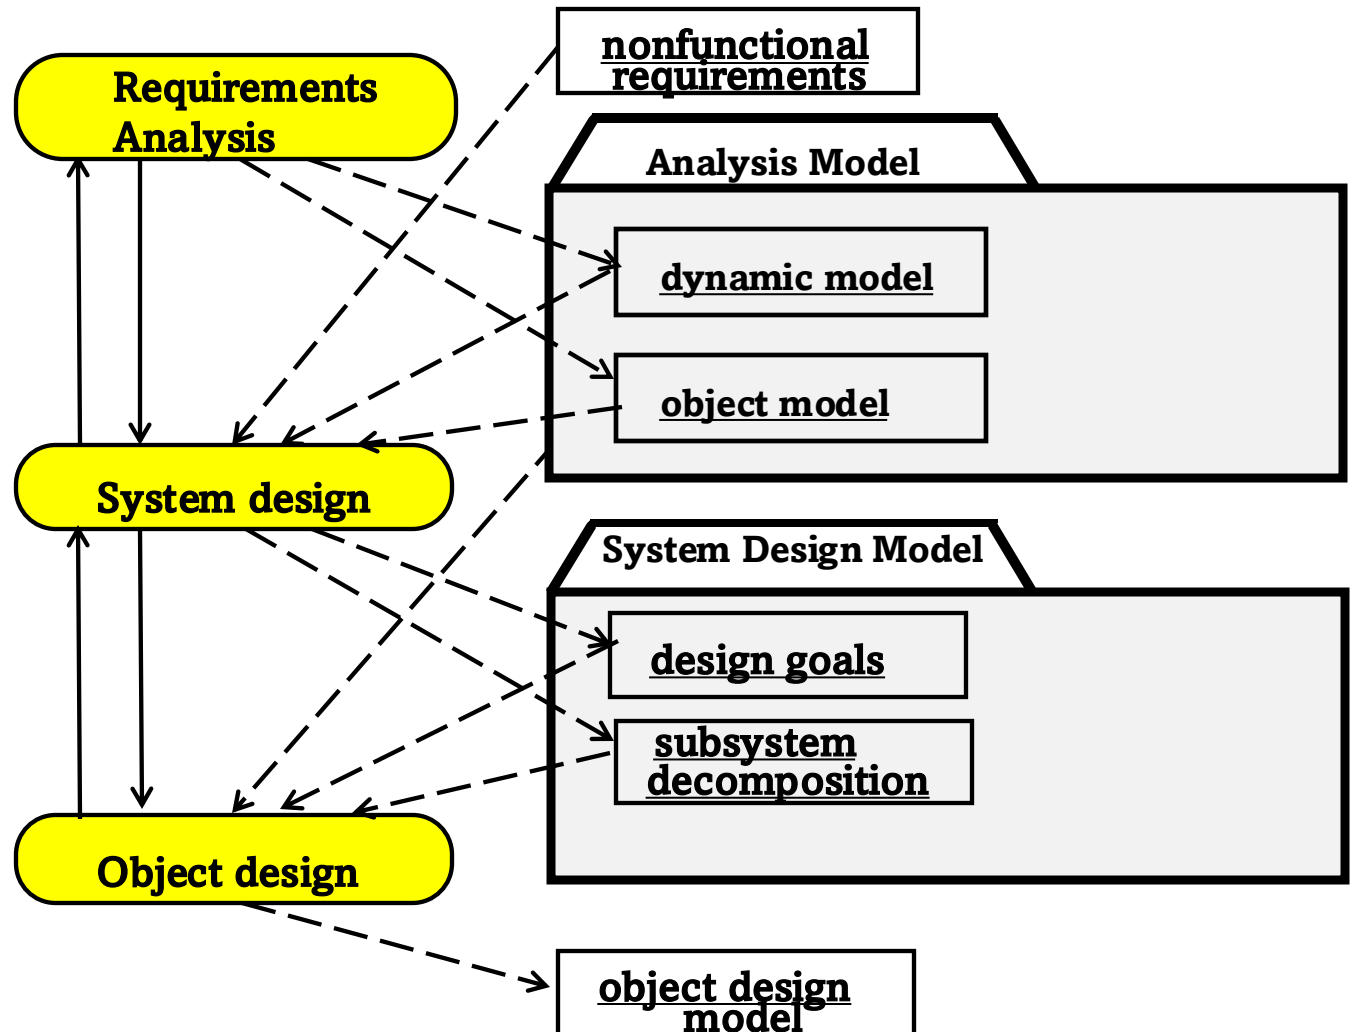 nonfunctional
requirements
Requirements
Analysis
Analysis Model
dynamic model
object model
System design
System Design Model
design goals
subsystem
decomposition
Object design
object design
model